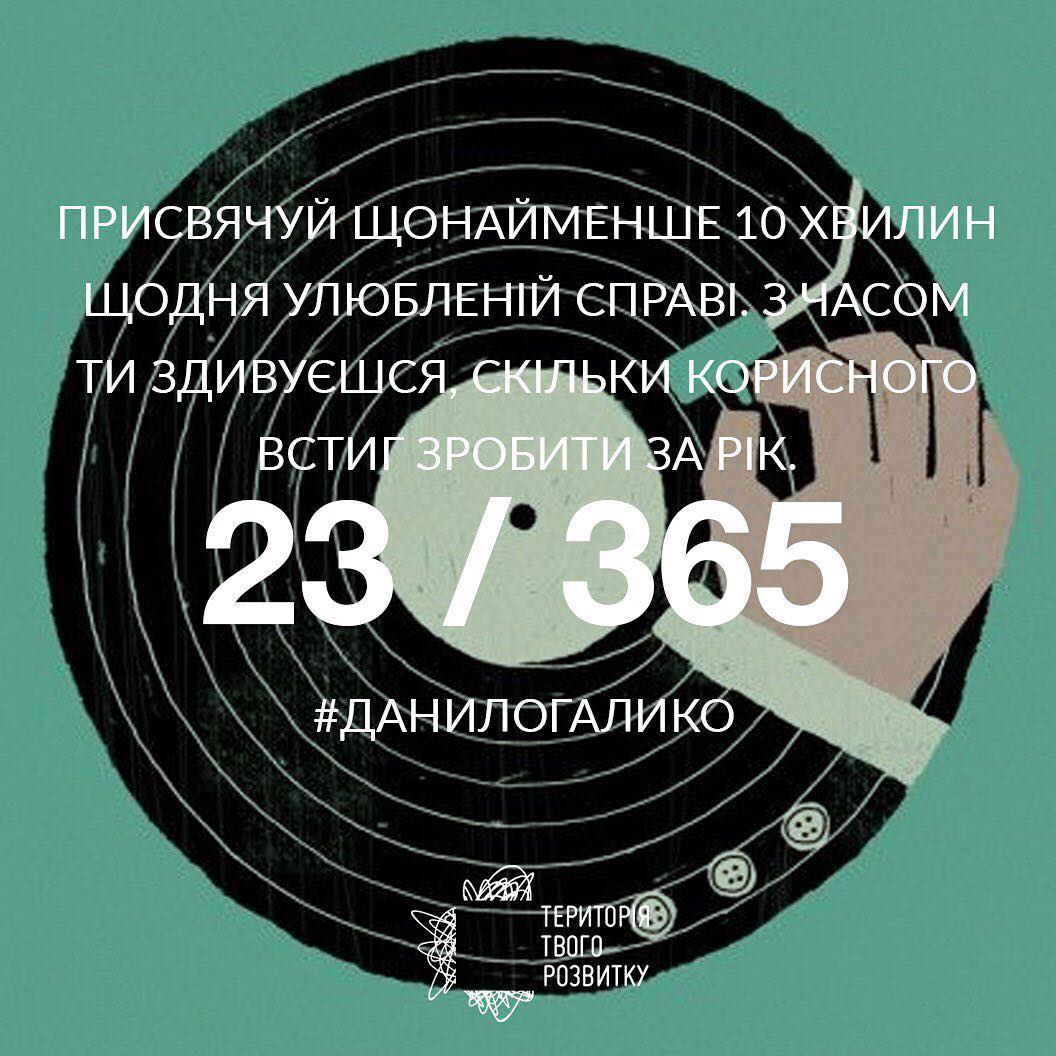 ПРИСВЯЧУЙ ЩОНАЙМЕНШЕ 10 ХВИЛИН
ЩОДНЯ УЛЮБЛЕНІЙ СПРАВІ. З ЧАСОМ
ТИ ЗДИВУЄШСЯ, СКІЛЬКИ КОРИСНОГО
ВСТИГ ЗРОБИТИ ЗА РІК.
23 / 365
#ДАНИЛОГАЛИКО
ТЕРИТОРІЯ
ТВОГО
РОЗВИТКУ